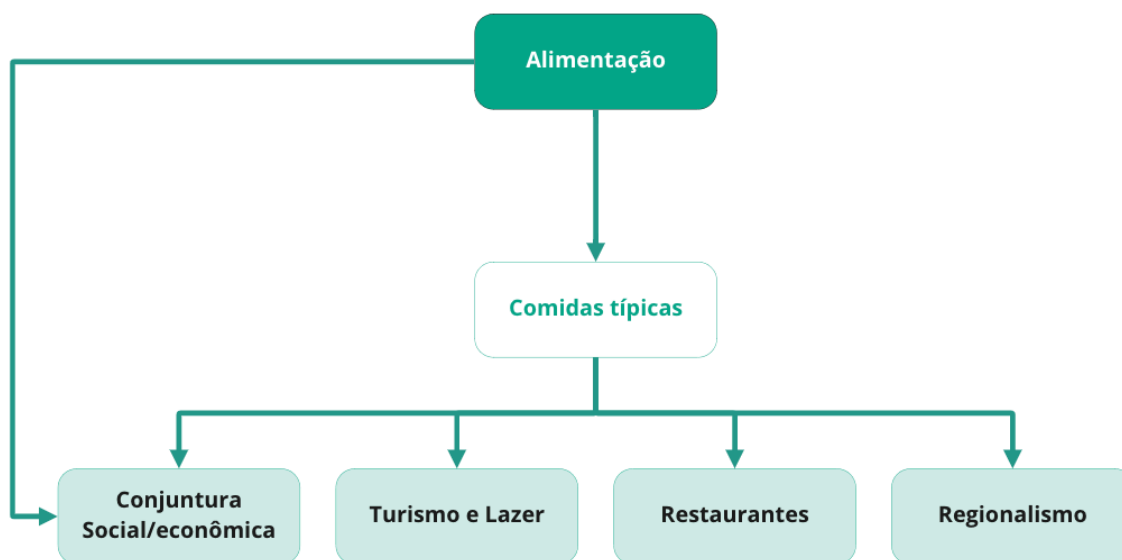 Alimentação
Comidas típicas
Conjuntura
Social/econômica
Turismo e Lazer
Restaurantes
Regionalismo